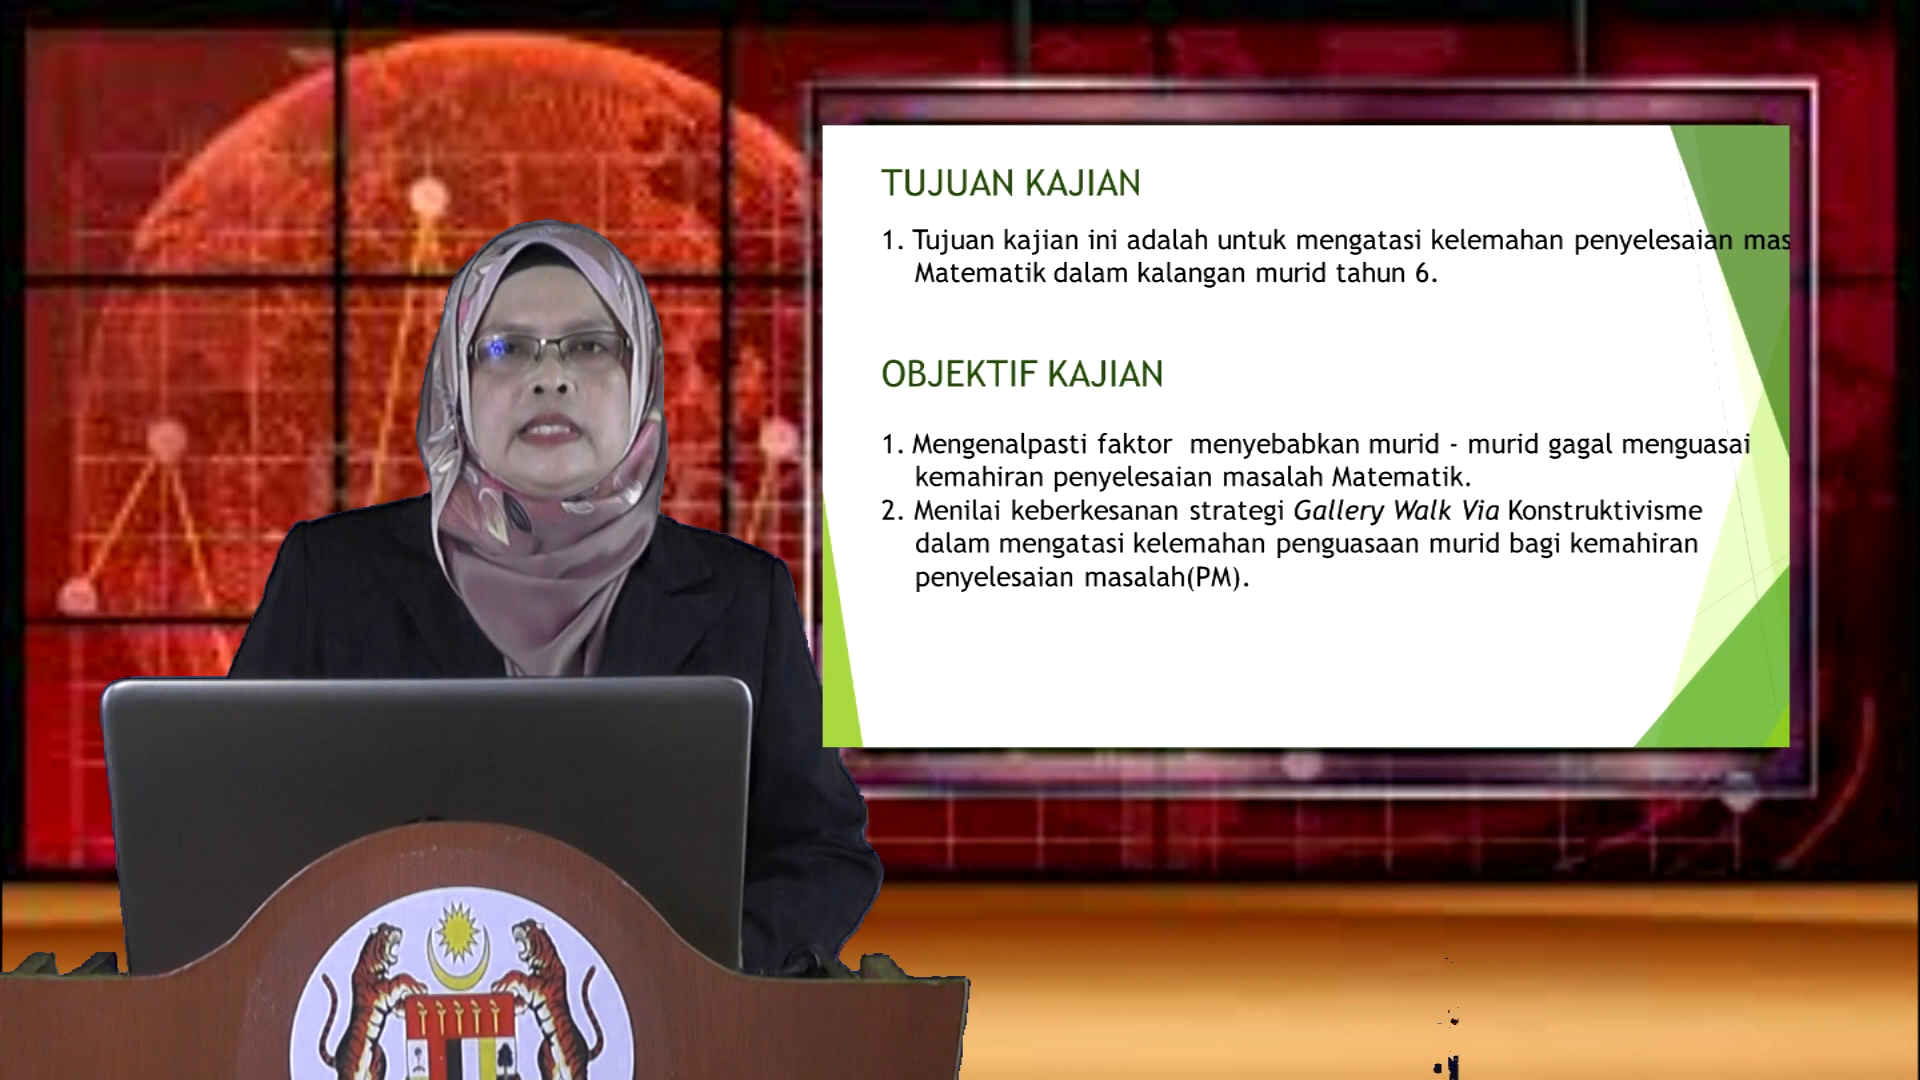 TUJUAN KAJIAN
1. Tujuan kajian ini adalah untuk mengatasi kelemahan penyelesaian mas
Matematik dalam kalangan murid tahun 6.
OBJEKTIF KAJIAN
1. Mengenalpasti faktor  menyebabkan murid - murid gagal menguasai
kemahiran penyelesaian masalah Matematik.
2. Menilai keberkesanan strategi Gallery Walk Via Konstruktivisme
dalam mengatasi kelemahan penguasaan murid bagi kemahiran
penyelesaian masalah(PM).